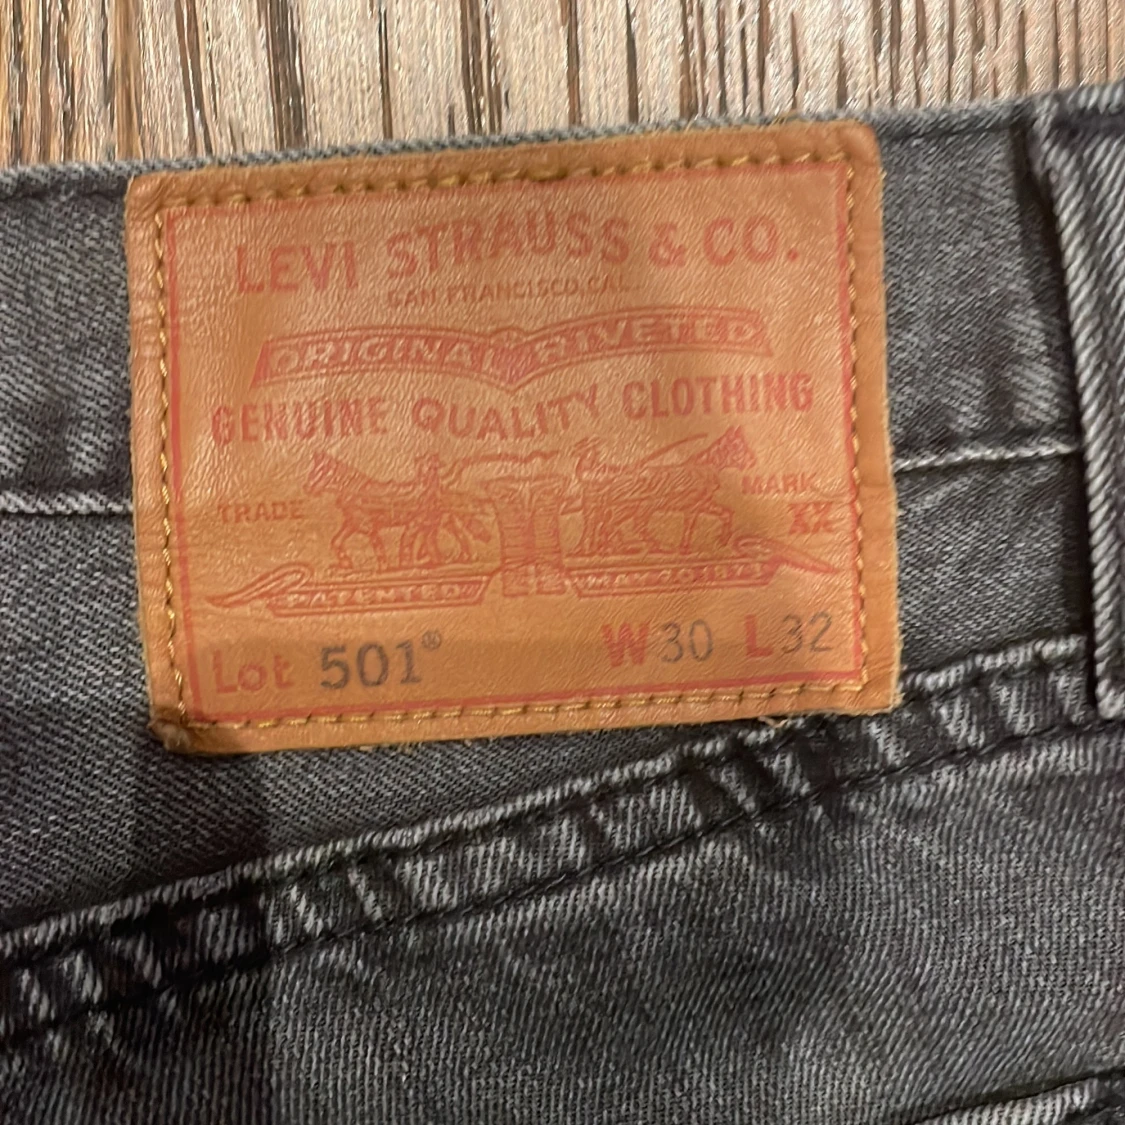 LEVI STRAUSS & CO.
SAN FRANCISCO, CAL.
ORIGINAL RIVETED
GENUINE QUALITY CLOTHING
TRADE MARK
XX
PATENTED MAY 20 1873
Lot 501® W30 L32